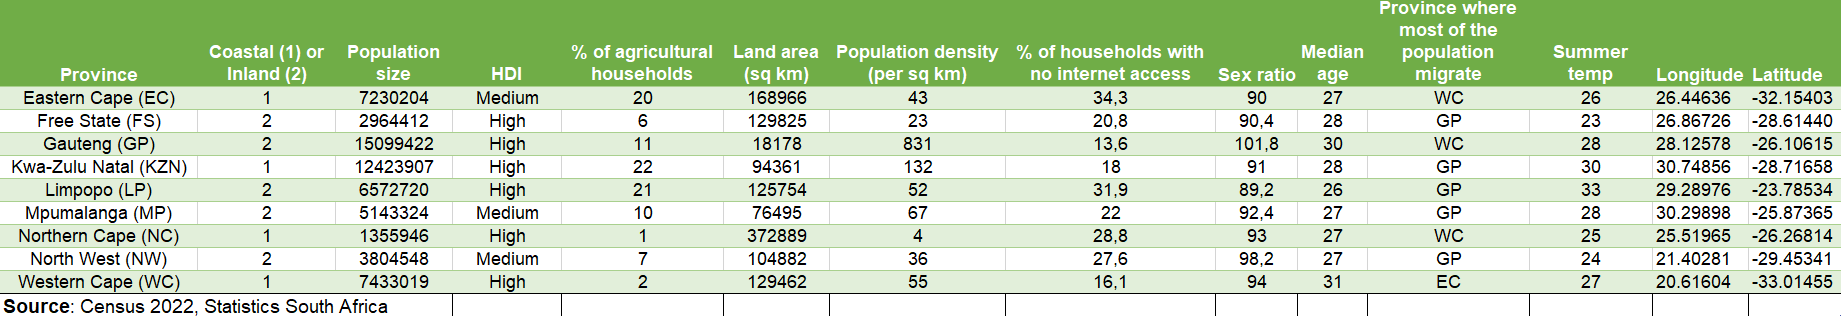 Province | Coastal (1) or Inland (2) | Population size | HDI | % of agricultural households | Land area (sq km) | Population density (per sq km) | % of households with no internet access | Sex ratio | Median age | Province where most of the population migrate | Summer temp | Longitude | Latitude
Eastern Cape (EC) | 1 | 7230204 | Medium | 20 | 168966 | 43 | 34,3 | 90 | 27 | WC | 26 | 26.44636 | -32.15403
Free State (FS) | 2 | 2964412 | High | 6 | 129825 | 23 | 20,8 | 90,4 | 28 | GP | 23 | 26.86726 | -28.61440
Gauteng (GP) | 2 | 15099422 | High | 11 | 18178 | 831 | 13,6 | 101,8 | 30 | WC | 28 | 28.12578 | -26.10615
Kwa-Zulu Natal (KZN) | 1 | 12423907 | High | 22 | 94361 | 132 | 18 | 91 | 28 | GP | 30 | 30.74856 | -28.71658
Limpopo (LP) | 2 | 6572720 | High | 21 | 125754 | 52 | 31,9 | 89,2 | 26 | GP | 33 | 29.28976 | -23.78534
Mpumalanga (MP) | 2 | 5143324 | Medium | 10 | 76495 | 67 | 22 | 92,4 | 27 | GP | 28 | 30.29898 | -25.87365
Northern Cape (NC) | 1 | 1355946 | High | 1 | 372889 | 4 | 28,8 | 93 | 27 | WC | 25 | 25.51965 | -26.26814
North West (NW) | 2 | 3804548 | Medium | 7 | 104882 | 36 | 27,6 | 98,2 | 27 | GP | 24 | 21.40281 | -29.45341
Western Cape (WC) | 1 | 7433019 | High | 2 | 129462 | 55 | 16,1 | 94 | 31 | EC | 27 | 20.61604 | -33.01455
Source: Census 2022, Statistics South Africa